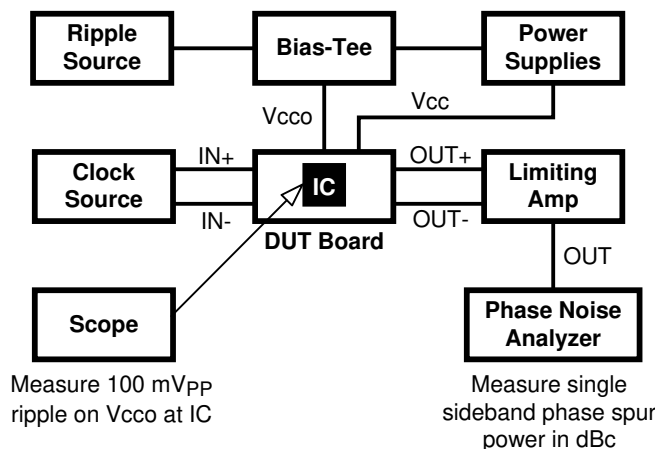 Ripple
Source
Bias-Tee
Power
Supplies
Vcco
Vcc
Clock
Source
IN+
IN-
IC
DUT Board
OUT+
OUT-
Limiting
Amp
OUT
Scope
Phase Noise
Analyzer
Measure 100 mVPP
ripple on Vcco at IC
Measure single
sideband phase spur
power in dBc